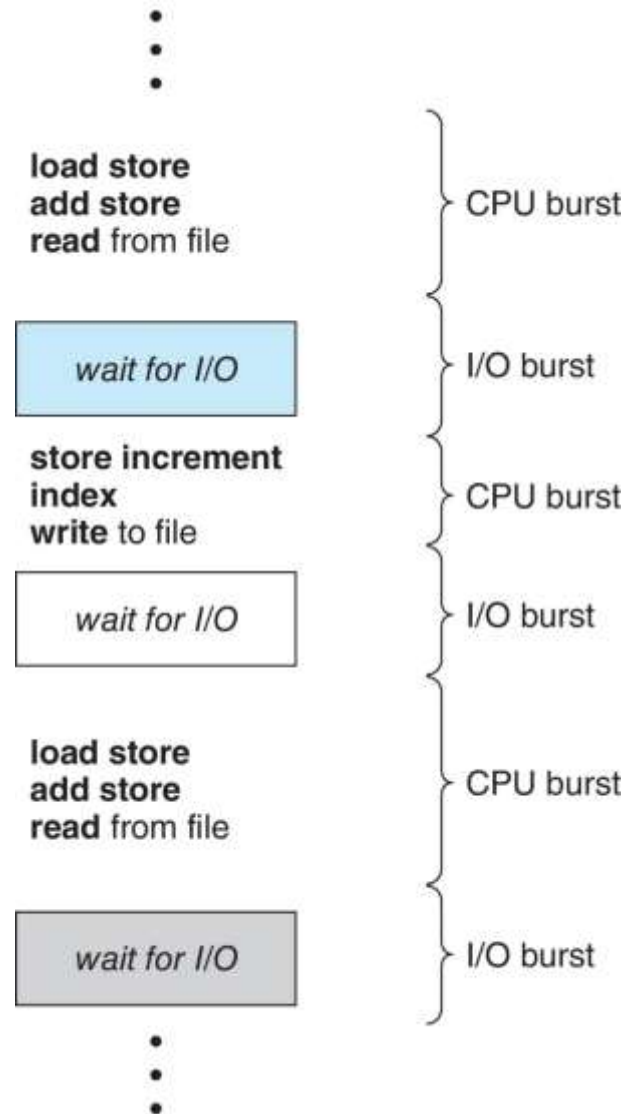 load store
add store
read from file
CPU burst
wait for I/O
I/O burst
store increment
index
write to file
CPU burst
wait for I/O
I/O burst
load store
add store
read from file
CPU burst
wait for I/O
I/O burst